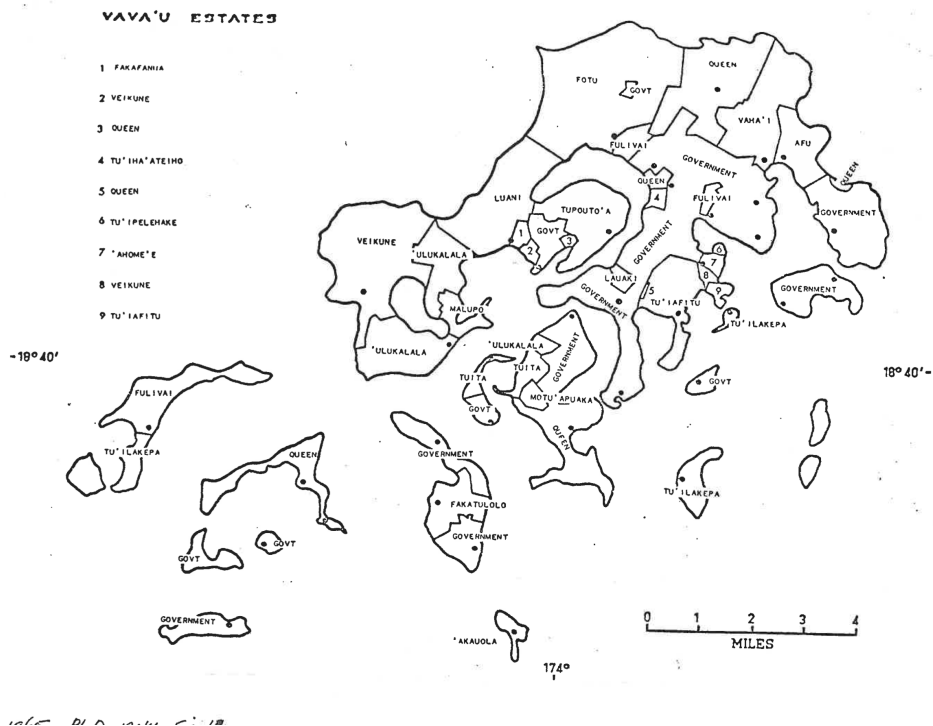 VAVA'U ESTATES
1 FAKAFANUA
2 VEIKUNE
3 QUEEN
4 TU'IHA'ATEIHO
5 QUEEN
6 TU'IPELEHAKE
7 'AHOME'E
8 VEIKUNE
9 TU'IAFITU
FOTU
GOVT
QUEEN
VAHA'I
AFU
FULIVAI
GOVERNMENT
QUEEN
QUEEN
4
FULIVAI
GOVERNMENT
LUANI
TUPOUTO'A
1
GOVT
2
3
GOVERNMENT
VEIKUNE
'ULUKALALA
6
7
8
9
LAUAKI
5
TU'IAFITU
GOVERNMENT
GOVERNMENT
MALUPO
TU'ILAKEPA
'ULUKALALA
'ULUKALALA
GOVERNMENT
-18°40'
18°40'-
TUITA
TUITA
GOVT
FULIVAI
MOTU'APUAKA
GOVT
QUEEN
TU'ILAKEPA
QUEEN
GOVERNMENT
TU'ILAKEPA
FAKATULOLO
GOVERNMENT
GOVT
GOVT
GOVERNMENT
'AKAUOLA
0 1 2 3 4
MILES
174°
1965